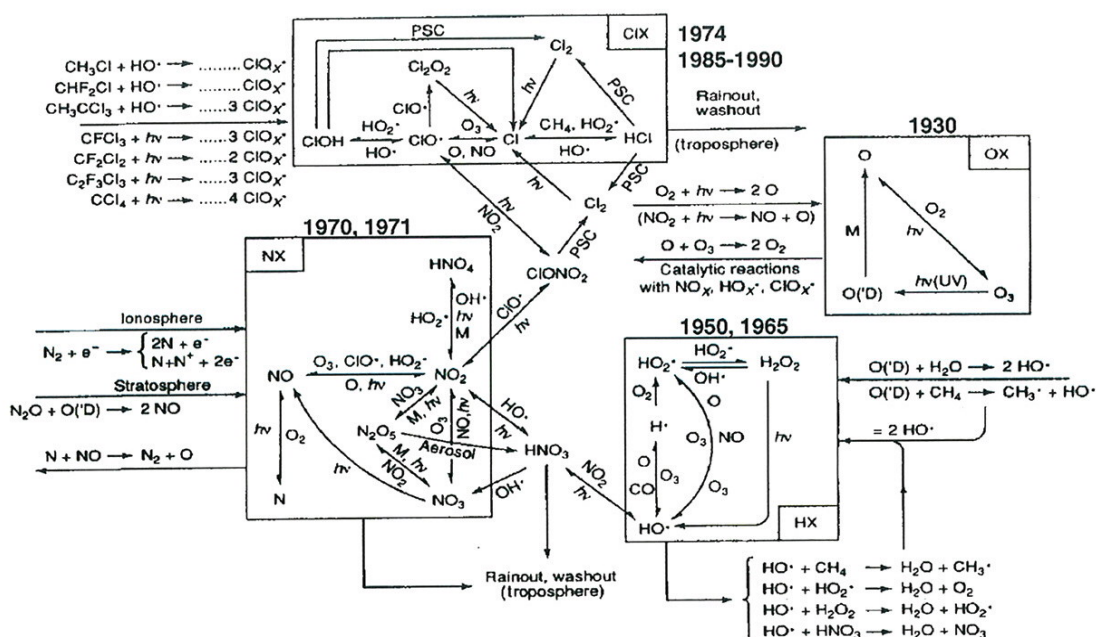 PSC
ClX
1974
1985-1990
Cl2
CH3Cl + HO· → ........ClOX·
CHF2Cl + HO· → ......ClOX·
CH3CCl3 + HO· → ....3 ClOX·
CFCl3 + hν → ......3 ClOX·
CF2Cl2 + hν → ......2 ClOX·
C2F3Cl3 + hν → .....3 ClOX·
CCl4 + hν → ......4 ClOX·
Cl2O2
hν
hν
PSC
ClO·
ClOH
HO2·
HO·
ClO·
O3
O, NO
Cl
CH4, HO2·
HO·
HCl
Rainout,
washout
(troposphere)
PSC
hν
Cl2
hν
NO2
PSC
ClONO2
1930
OX
O
O2
hν
M
O('D)
hν(UV)
O3
O2 + hν → 2 O
(NO2 + hν → NO + O)
O + O3 → 2 O2
Catalytic reactions
with NOX, HOX·, ClOX·
1970, 1971
NX
HNO4
OH·
hν
M
HO2·
ClO·
hν
Ionosphere
N2 + e- → 2N + e-
N+N+ + 2e-
Stratosphere
N2O + O('D) → 2 NO
N + NO → N2 + O
NO
O3, ClO·, HO2·
O, hν
NO2
NO3
M, hν
O3
NO,hν
HO·
hν
N2O5
Aerosol
HNO3
M, hν
NO2
hν
O2
hν
N
NO3
OH·
NO2
hν
Rainout, washout
(troposphere)
1950, 1965
HO2·
HO2·
OH·
H2O2
O
O2
H·
O3
NO
hν
O
CO
O3
O3
HO·
HX
O('D) + H2O → 2 HO·
O('D) + CH4 → CH3· + HO·
= 2 HO·
HO· + CH4 → H2O + CH3·
HO· + HO2· → H2O + O2
HO· + H2O2 → H2O + HO2·
HO· + HNO3 → H2O + NO3